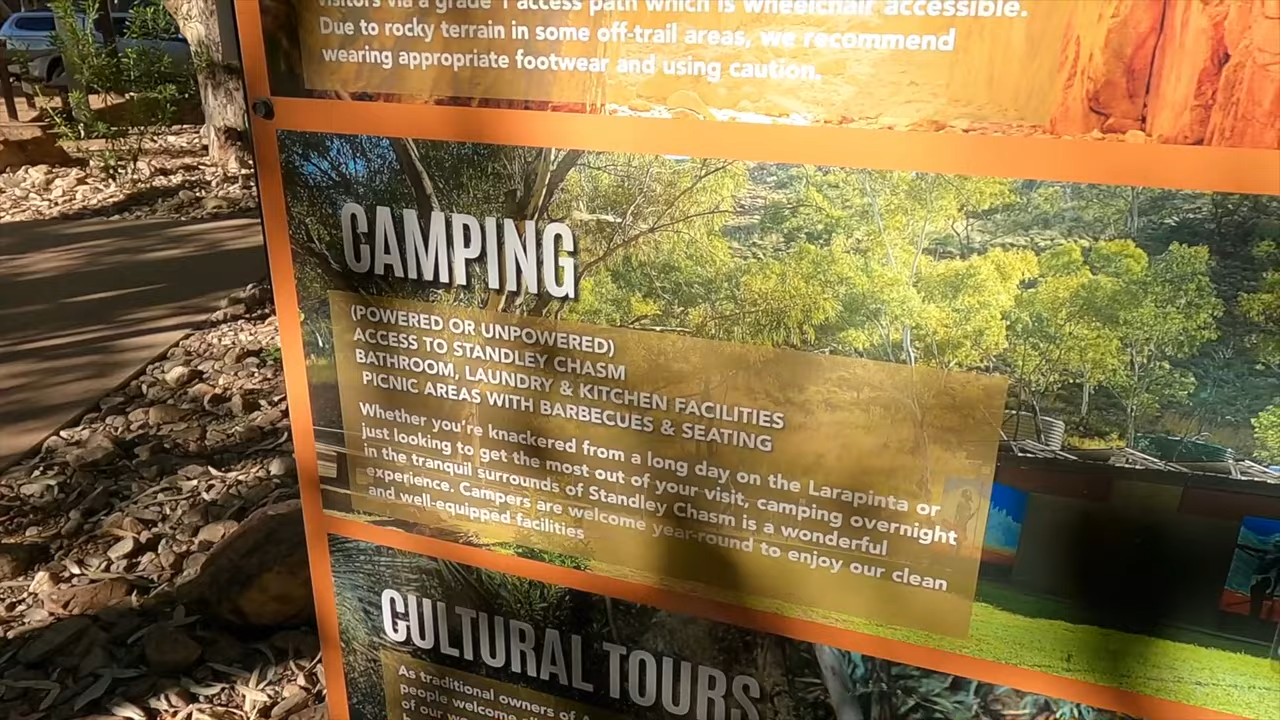 visitors via a grade 1 access path which is wheelchair accessible.
Due to rocky terrain in some off-trail areas, we recommend
wearing appropriate footwear and using caution.
CAMPING
(POWERED OR UNPOWERED)
ACCESS TO STANDLEY CHASM
BATHROOM, LAUNDRY & KITCHEN FACILITIES
PICNIC AREAS WITH BARBECUES & SEATING
Whether you're knackered from a long day on the Larapinta or
just looking to get the most out of your visit, camping overnight
in the tranquil surrounds of Standley Chasm is a wonderful
experience. Campers are welcome year-round to enjoy our clean
and well-equipped facilities
CULTURAL TOURS
As traditional owners of
people welcome
of our